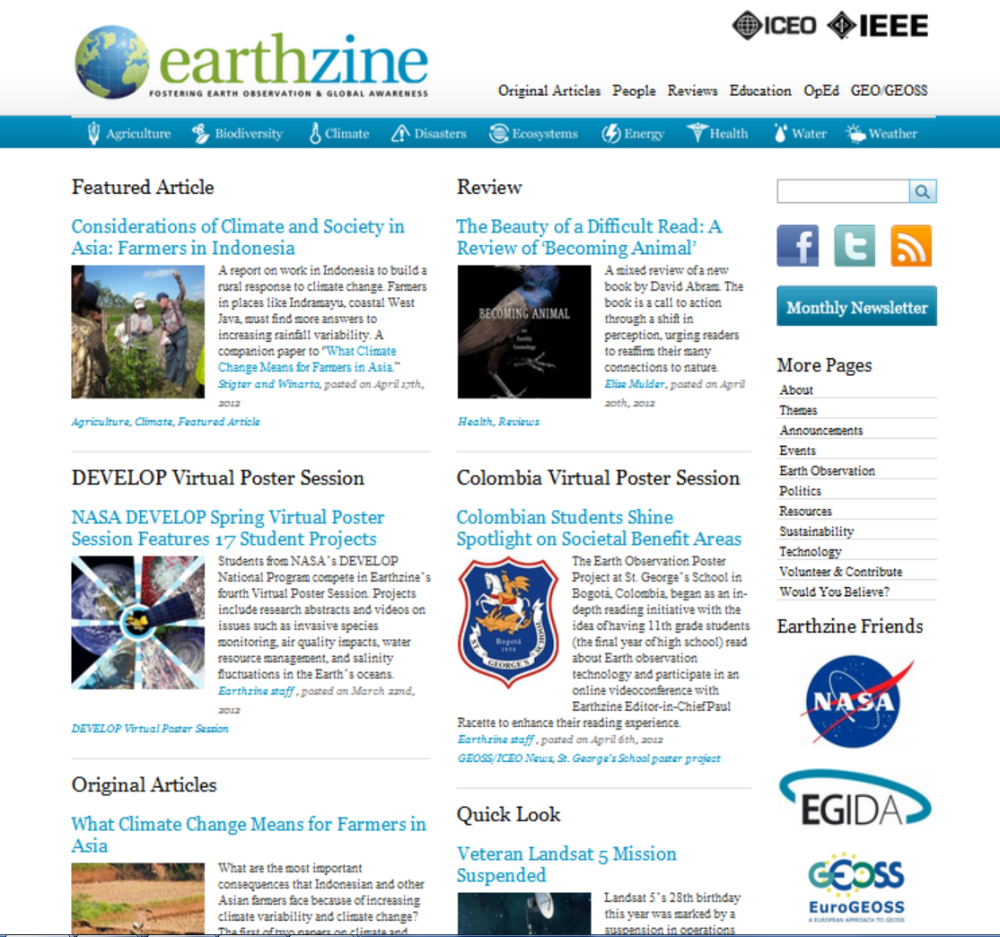 ICEO IEEE
earthzine
FOSTERING EARTH OBSERVATION & GLOBAL AWARENESS
Original Articles People Reviews Education OpEd GEO/GEOSS
Agriculture Biodiversity Climate Disasters Ecosystems Energy Health Water Weather
Featured Article
Considerations of Climate and Society in
Asia: Farmers in Indonesia
A report on work in Indonesia to build a
rural response to climate change. Farmers
in places like Indramayu, coastal West
Java, must find more answers to
increasing rainfall variability. A
companion paper to "What Climate
Change Means for Farmers in Asia."
Stigter and Winarto, posted on April 17th,
2012
Agriculture, Climate, Featured Article
DEVELOP Virtual Poster Session
NASA DEVELOP Spring Virtual Poster
Session Features 17 Student Projects
Students from NASA's DEVELOP
National Program compete in Earthzine's
fourth Virtual Poster Session. Projects
include research abstracts and videos on
issues such as invasive species
monitoring, air quality impacts, water
resource management, and salinity
fluctuations in the Earth's oceans.
Earthzine staff , posted on March 22nd,
2012
DEVELOP Virtual Poster Session
Original Articles
What Climate Change Means for Farmers in
Asia
What are the most important
consequences that Indonesian and other
Asian farmers face because of increasing
climate variability and climate change?
The first of two papers on climate and
Review
The Beauty of a Difficult Read: A
Review of 'Becoming Animal'
BECOMING ANIMAL
an
Earthly
Cosmology
A mixed review of a new
book by David Abram. The
book is a call to action
through a shift in
perception, urging readers
to reaffirm their many
connections to nature.
Elise Mulder, posted on April
20th, 2012
Health, Reviews
Colombia Virtual Poster Session
Colombian Students Shine
Spotlight on Societal Benefit Areas
Bogotá
1958
ST. GEORGE'S SCHOOL
The Earth Observation Poster
Project at St. George's School in
Bogotá, Colombia, began as an in-
depth reading initiative with the
idea of having 11th grade students
(the final year of high school) read
about Earth observation
technology and participate in an
online videoconference with
Earthzine Editor-in-Chief Paul
Racette to enhance their reading experience.
Earthzine staff , posted on April 6th, 2012
GEOSS/ICEO News, St. George's School poster project
Quick Look
Veteran Landsat 5 Mission
Suspended
Landsat 5's 28th birthday
this year was marked by a
suspension in operations
Monthly Newsletter
More Pages
About
Themes
Announcements
Events
Earth Observation
Politics
Resources
Sustainability
Technology
Volunteer & Contribute
Would You Believe?
Earthzine Friends
NASA
EGIDA
GEOSS
EuroGEOSS
A EUROPEAN APPROACH TO GEOSS